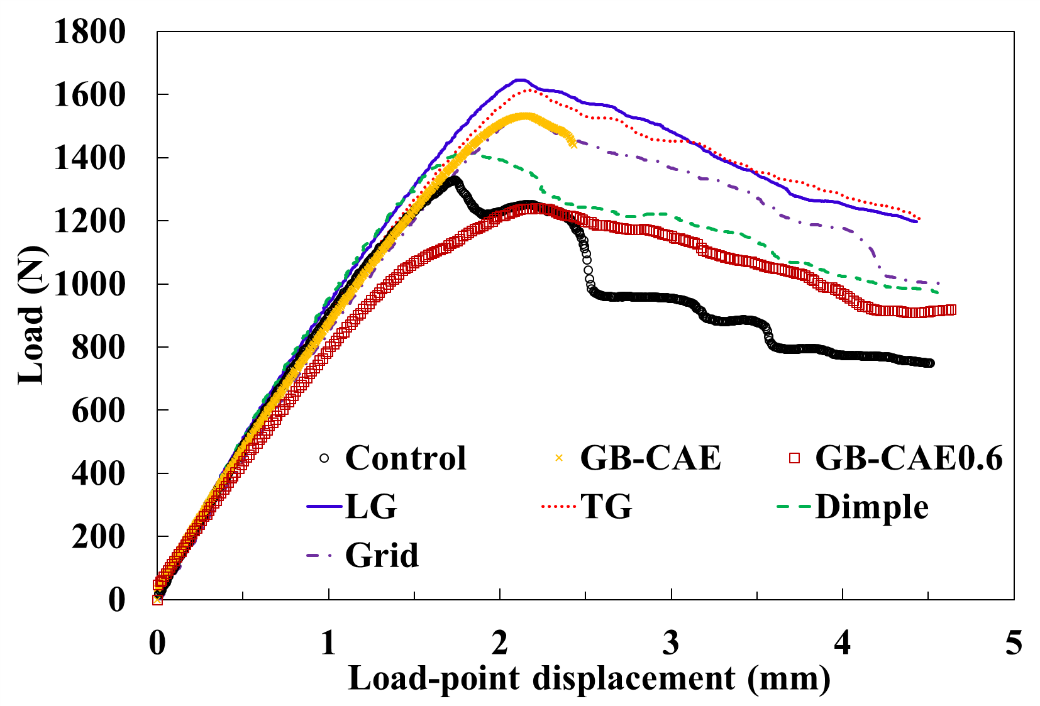 1800
1600
1400
1200
1000
800
600
400
200
0
Load (N)
Control GB-CAE GB-CAE0.6
LG TG Dimple
Grid
0 1 2 3 4 5
Load-point displacement (mm)